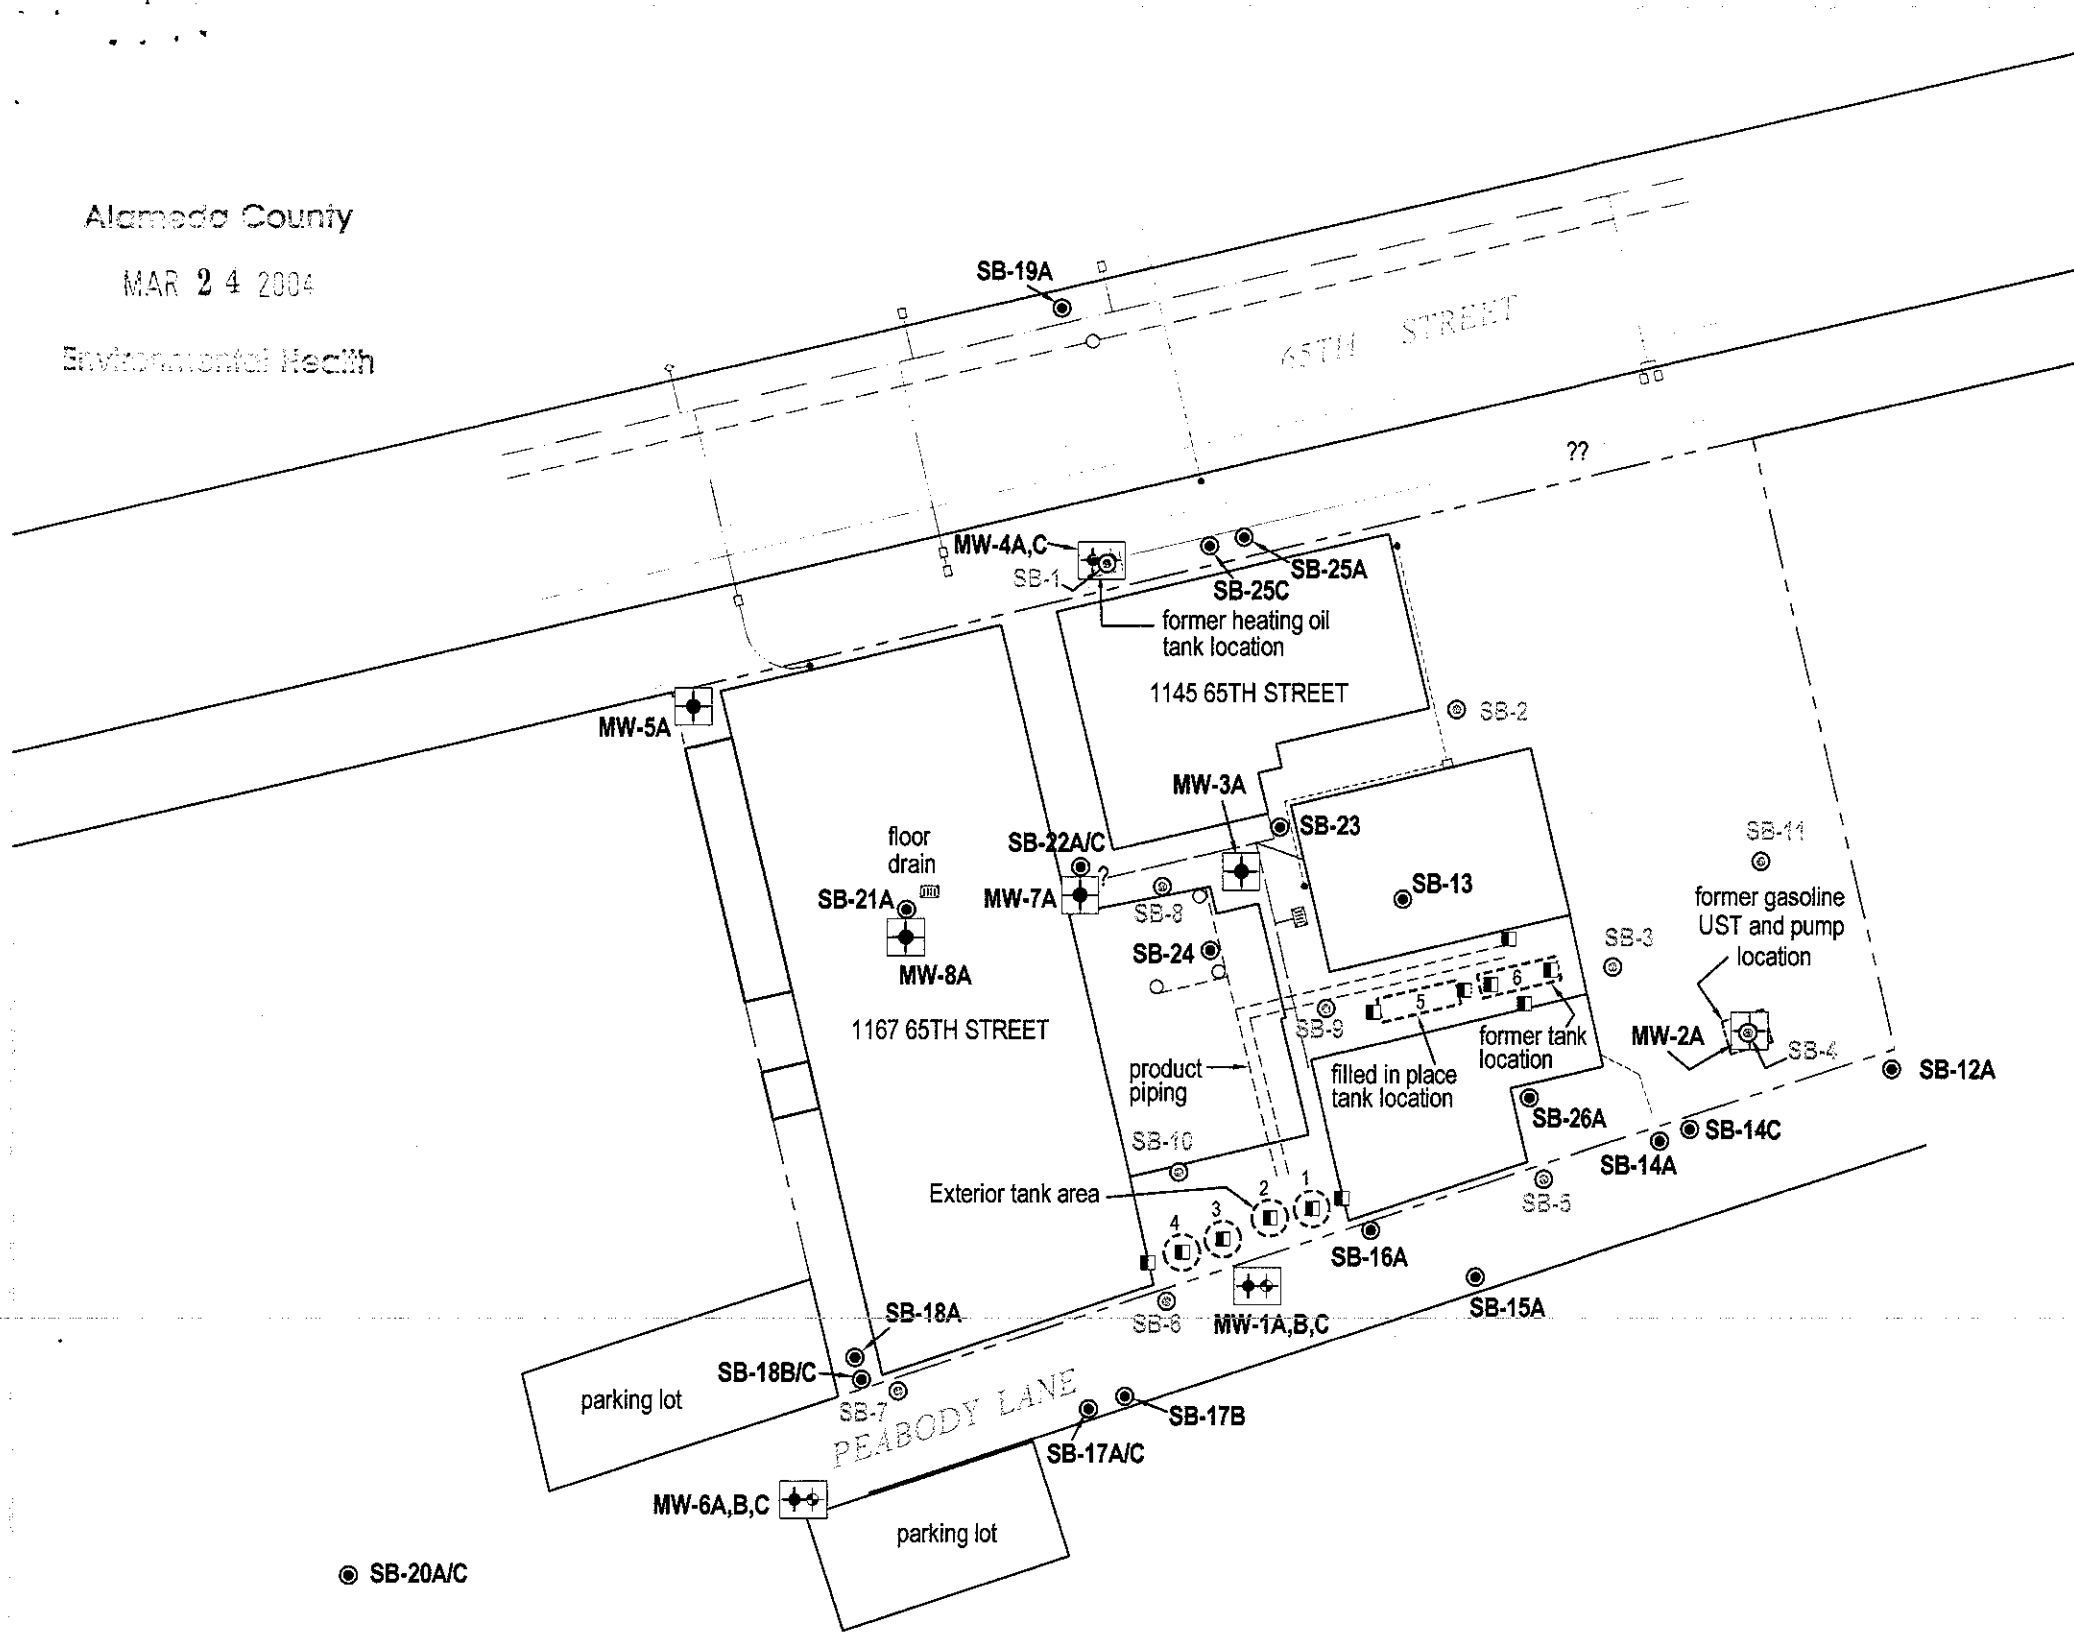 Alameda County
MAR 24 2004
Environmental Health
SB-19A
65TH STREET
??
MW-4A,C
SB-1
SB-25A
SB-25C
former heating oil
tank location
1145 65TH STREET
MW-5A
SB-2
MW-3A
SB-23
floor
drain
SB-22A/C
?
SB-11
SB-21A
MW-7A
SB-8
SB-13
former gasoline
UST and pump
location
SB-24
SB-3
MW-8A
6
5
1167 65TH STREET
SB-9
former tank
location
MW-2A
SB-4
product
piping
filled in place
tank location
SB-12A
SB-26A
SB-14C
SB-10
SB-14A
Exterior tank area
1
2
3
4
SB-5
SB-16A
SB-15A
SB-18A
SB-6
MW-1A,B,C
SB-18B/C
parking lot
SB-7
PEABODY LANE
SB-17B
SB-17A/C
MW-6A,B,C
parking lot
SB-20A/C